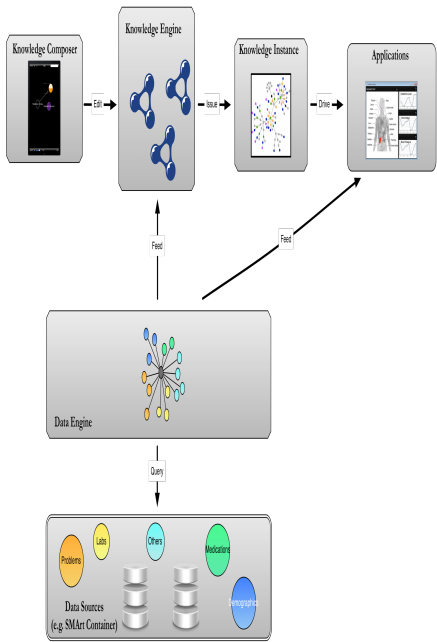 Knowledge Composer
Knowledge Engine
Knowledge Instance
Applications
Edit
Issue
Drive
Feed
Feed
Data Engine
Query
Problems
Labs
Others
Medications
Demographics
Data Sources
(e.g. SMArt Container)